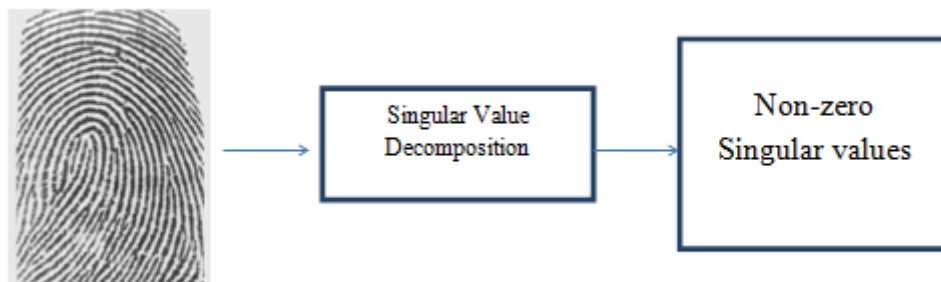 Singular Value
Decomposition
Non-zero
Singular values